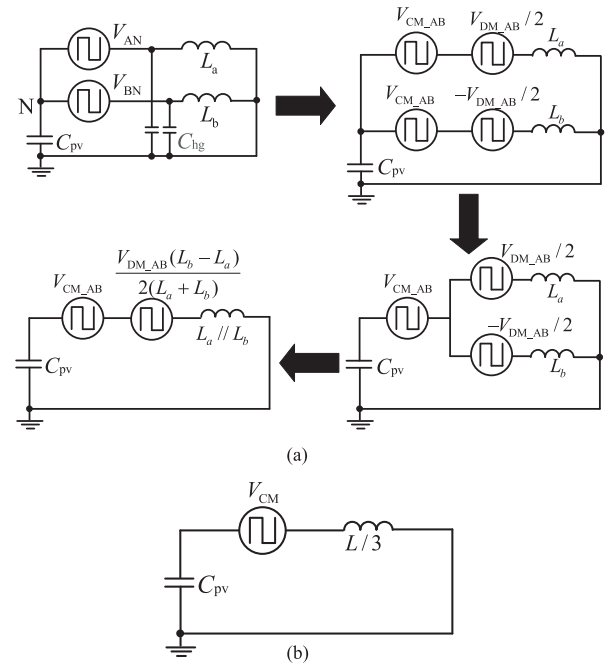 V_AN
L_a
V_BN
N
L_b
C_pv
C_hg
V_CM_AB
V_DM_AB / 2
L_a
V_CM_AB
−V_DM_AB / 2
L_b
C_pv
V_DM_AB (L_b − L_a)
2(L_a + L_b)
V_CM_AB
L_a // L_b
C_pv
V_DM_AB / 2
V_CM_AB
L_a
−V_DM_AB / 2
L_b
C_pv
(a)
V_CM
L / 3
C_pv
(b)